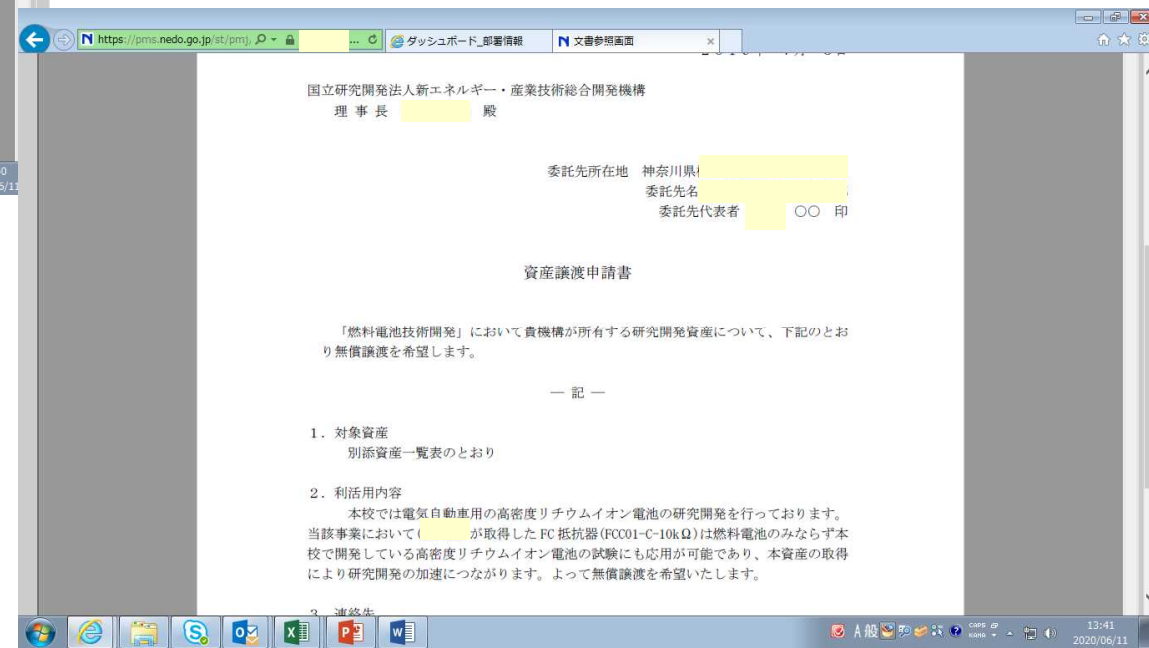 https://pms.nedo.go.jp/st/pmj,
...
ダッシュボード_部署情報
文書参照画面
国立研究開発法人新エネルギー・産業技術総合開発機構
理 事 長 殿
委託先所在地 神奈川県
委託先名
委託先代表者 〇〇 印
資産譲渡申請書
「燃料電池技術開発」において貴機構が所有する研究開発資産について、下記のとお
り無償譲渡を希望します。
― 記 ―
1．対象資産
別添資産一覧表のとおり
2．利活用内容
本校では電気自動車用の高密度リチウムイオン電池の研究開発を行っております。
当該事業において( が取得した FC 抵抗器(FCC01-C-10kΩ)は燃料電池のみならず本
校で開発している高密度リチウムイオン電池の試験にも応用が可能であり、本資産の取得
により研究開発の加速につながります。よって無償譲渡を希望いたします。
3．連絡先
A 般
CAPS
KANA
13:41
2020/06/11